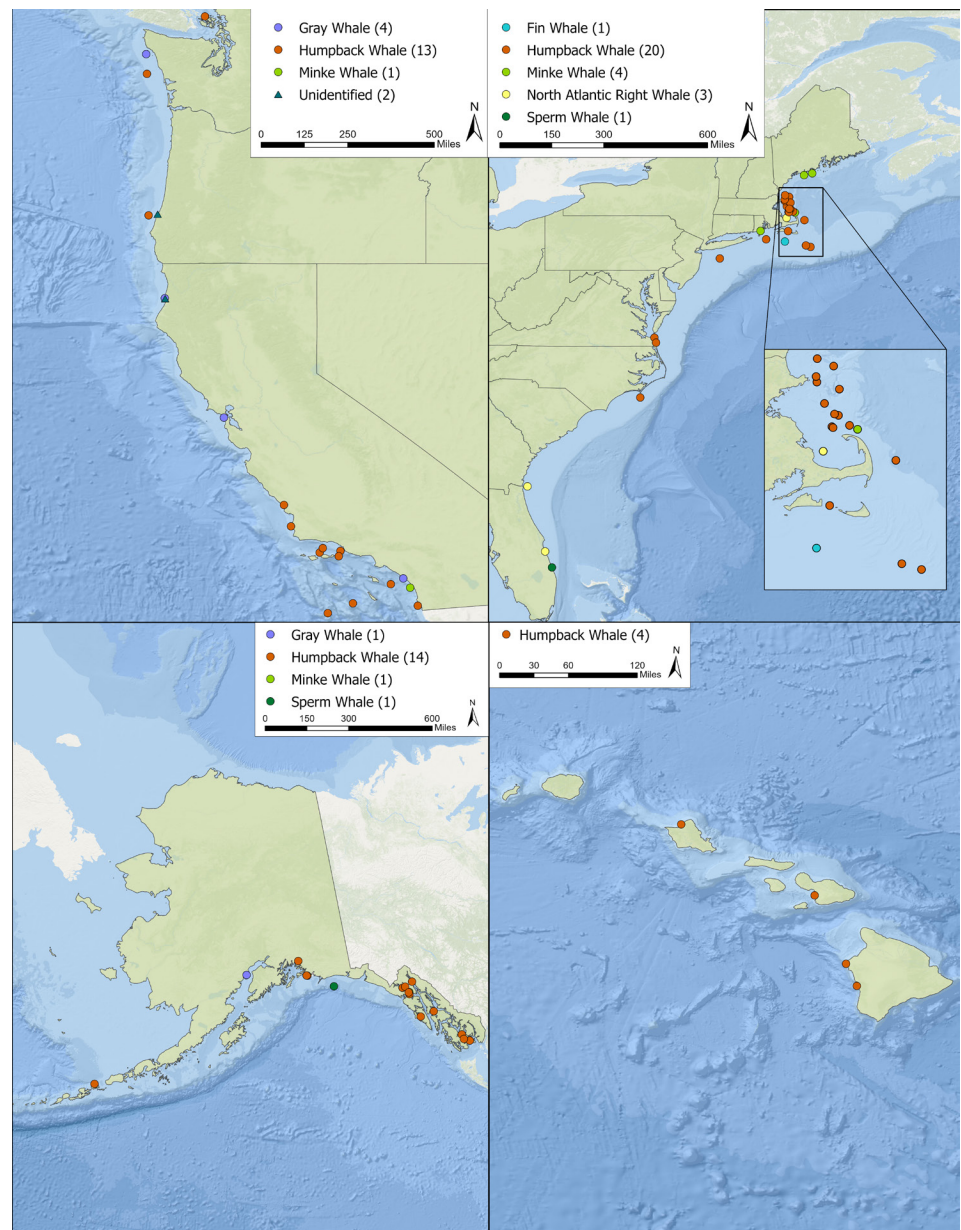 Gray Whale (4)
Humpback Whale (13)
Minke Whale (1)
Unidentified (2)
N
0 125 250 500
Miles
Fin Whale (1)
Humpback Whale (20)
Minke Whale (4)
North Atlantic Right Whale (3)
Sperm Whale (1)
N
0 150 300 600
Miles
Gray Whale (1)
Humpback Whale (14)
Minke Whale (1)
Sperm Whale (1)
N
0 150 300 600
Miles
Humpback Whale (4)
N
0 30 60 120
Miles